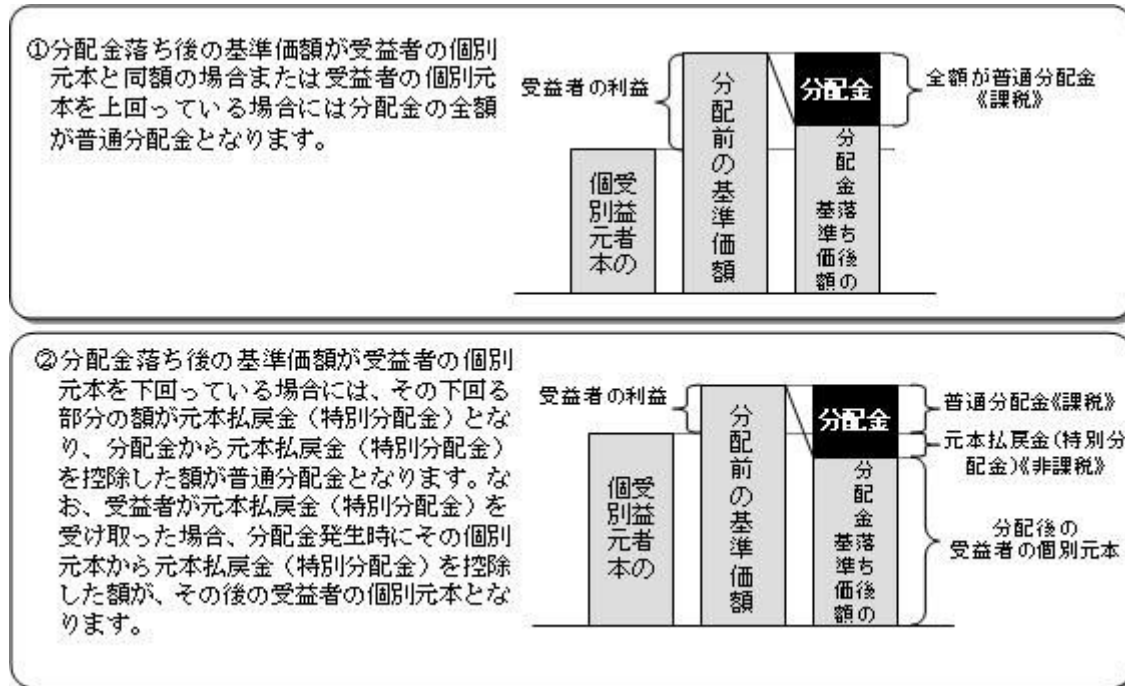 ①分配金落ち後の基準価額が受益者の個別
元本と同額の場合または受益者の個別元
本を上回っている場合には分配金の全額
が普通分配金となります。
受益者の利益
個別元本の受益者の
分配前の基準価額
分配金
分配金落ち後の基準価額
全額が普通分配金
《課税》
②分配金落ち後の基準価額が受益者の個別
元本を下回っている場合には、その下回る
部分の額が元本払戻金（特別分配金）とな
り、分配金から元本払戻金（特別分配金）
を控除した額が普通分配金となります。な
お、受益者が元本払戻金（特別分配金）を
受け取った場合、分配金発生時にその個別
元本から元本払戻金（特別分配金）を控除
した額が、その後の受益者の個別元本とな
ります。
受益者の利益
受益者の
個別元本
分配前の基準価額
分配金
分配金
落ち後の
基準価額
普通分配金《課税》
元本払戻金（特別分
配金）《非課税》
分配後の
受益者の個別元本